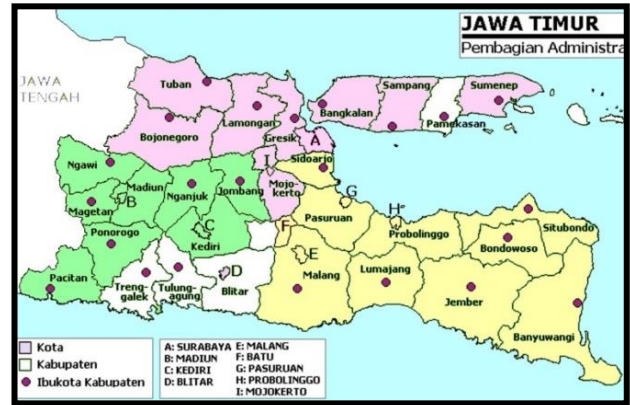 JAWA TIMUR
Pembagian Administra
JAWA
TENGAH
Tuban
Sampang
Sumenep
Bangkalan
Lamongan
Pamekasan
Bojonegoro
Gresik
A
I
Sidoarjo
Ngawi
Madiun
Jombang
Mojo-
kerto
Nganjuk
B
G
Magetan
Pasuruan
H
Ponorogo
C
F
Probolinggo
Situbondo
Kediri
E
Bondowoso
Pacitan
D
Lumajang
Treng-
galek
Tulung-
agung
Blitar
Malang
Jember
Banyuwangi
Kota
Kabupaten
Ibukota Kabupaten
A: SURABAYA E: MALANG
B: MADIUN F: BATU
C: KEDIRI G: PASURUAN
D: BLITAR H: PROBOLINGGO
I: MOJOKERTO